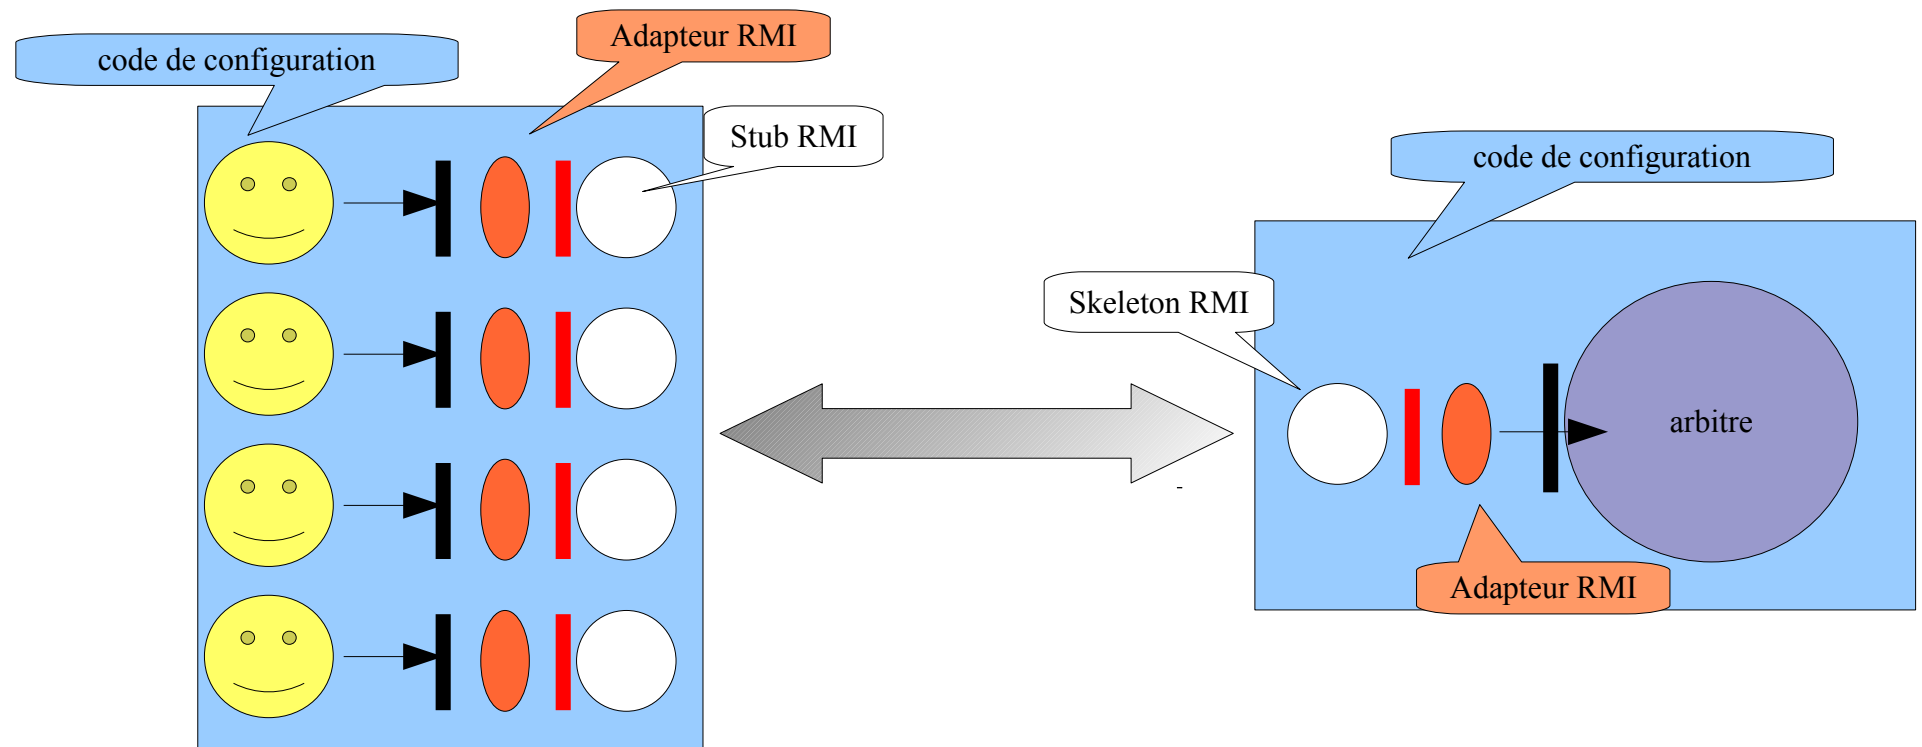 Adapteur RMI
code de configuration
Stub RMI
code de configuration
Skeleton RMI
arbitre
-
Adapteur RMI